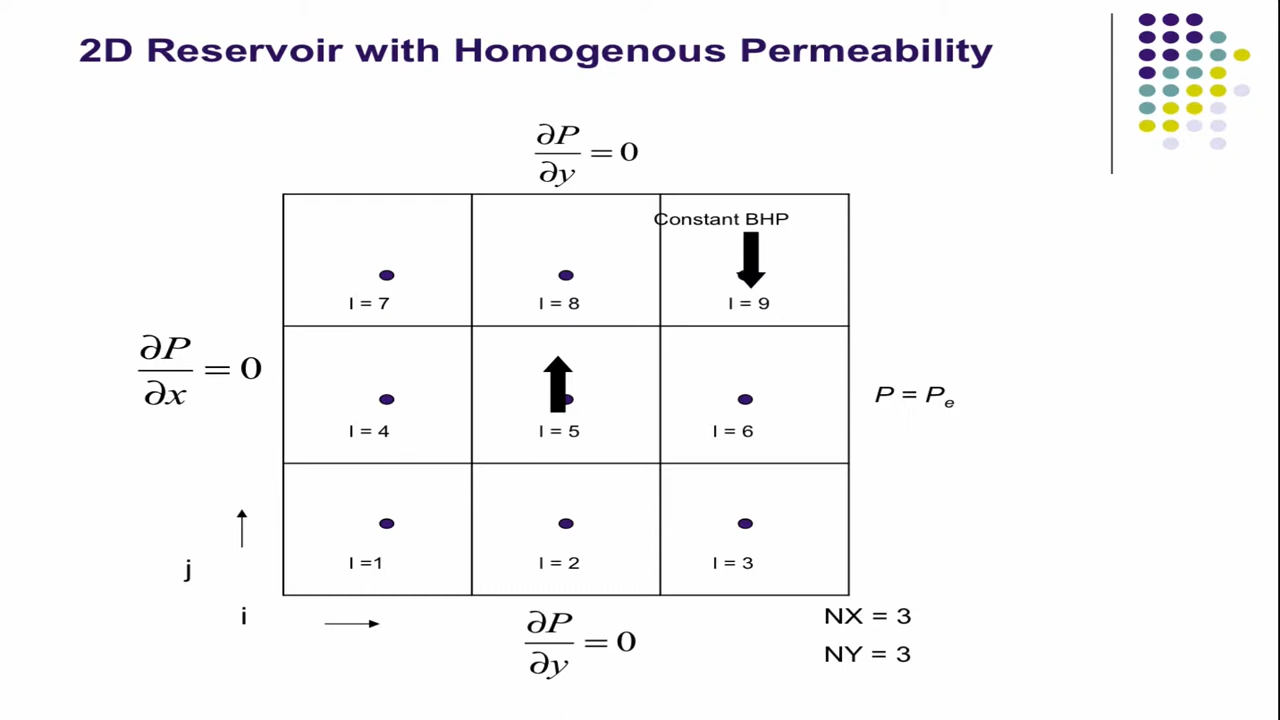 2D Reservoir with Homogenous Permeability
∂P/∂y = 0
Constant BHP
I = 7
I = 8
I = 9
∂P/∂x = 0
P = Pₑ
I = 4
I = 5
I = 6
j
I =1
I = 2
I = 3
i
∂P/∂y = 0
NX = 3
NY = 3